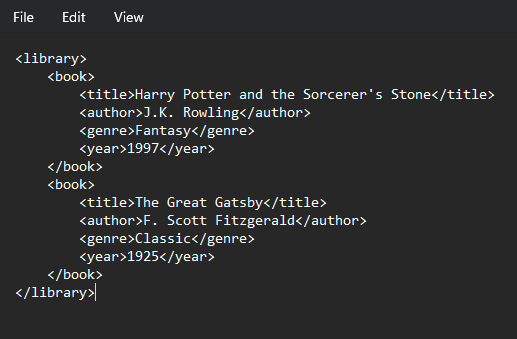 File Edit View
<library>
    <book>
        <title>Harry Potter and the Sorcerer's Stone</title>
        <author>J.K. Rowling</author>
        <genre>Fantasy</genre>
        <year>1997</year>
    </book>
    <book>
        <title>The Great Gatsby</title>
        <author>F. Scott Fitzgerald</author>
        <genre>Classic</genre>
        <year>1925</year>
    </book>
</library>